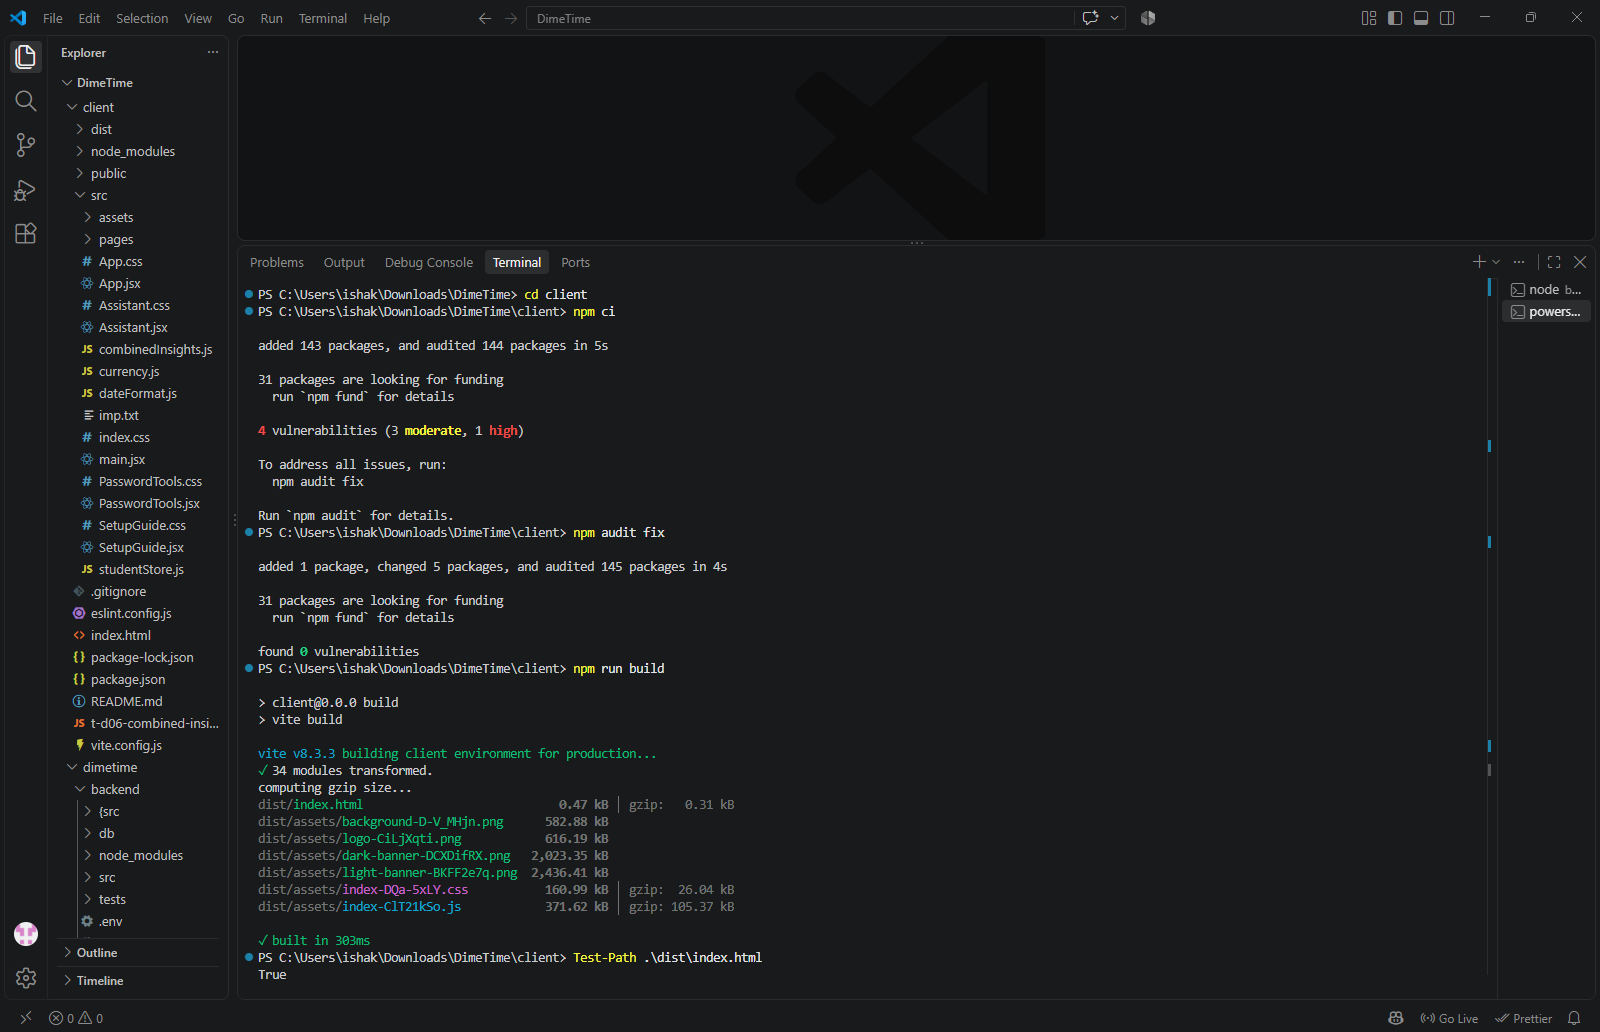 File Edit Selection View Go Run Terminal Help
DimeTime
Explorer
DimeTime
client
dist
node_modules
public
src
assets
pages
# App.css
App.jsx
# Assistant.css
Assistant.jsx
JS combinedInsights.js
JS currency.js
JS dateFormat.js
imp.txt
# index.css
main.jsx
# PasswordTools.css
PasswordTools.jsx
# SetupGuide.css
SetupGuide.jsx
JS studentStore.js
.gitignore
eslint.config.js
<> index.html
{} package-lock.json
{} package.json
README.md
JS t-d06-combined-insi...
vite.config.js
dimetime
backend
{src
db
node_modules
src
tests
.env
Outline
Timeline
Problems Output Debug Console Terminal Ports
node b...
powers...
PS C:\Users\ishak\Downloads\DimeTime> cd client
PS C:\Users\ishak\Downloads\DimeTime\client> npm ci
added 143 packages, and audited 144 packages in 5s
31 packages are looking for funding
run `npm fund` for details
4 vulnerabilities (3 moderate, 1 high)
To address all issues, run:
npm audit fix
Run `npm audit` for details.
PS C:\Users\ishak\Downloads\DimeTime\client> npm audit fix
added 1 package, changed 5 packages, and audited 145 packages in 4s
31 packages are looking for funding
run `npm fund` for details
found 0 vulnerabilities
PS C:\Users\ishak\Downloads\DimeTime\client> npm run build
> client@0.0.0 build
> vite build
vite v8.3.3 building client environment for production...
✓ 34 modules transformed.
computing gzip size...
dist/index.html 0.47 kB │ gzip: 0.31 kB
dist/assets/background-D-V_MHjn.png 582.88 kB
dist/assets/logo-CiLjXqti.png 616.19 kB
dist/assets/dark-banner-DCXDifRX.png 2,023.35 kB
dist/assets/light-banner-BKFF2e7q.png 2,436.41 kB
dist/assets/index-DQa-5xLY.css 160.99 kB │ gzip: 26.04 kB
dist/assets/index-ClT21kSo.js 371.62 kB │ gzip: 105.37 kB
✓ built in 303ms
PS C:\Users\ishak\Downloads\DimeTime\client> Test-Path .\dist\index.html
True
0 0
Go Live Prettier